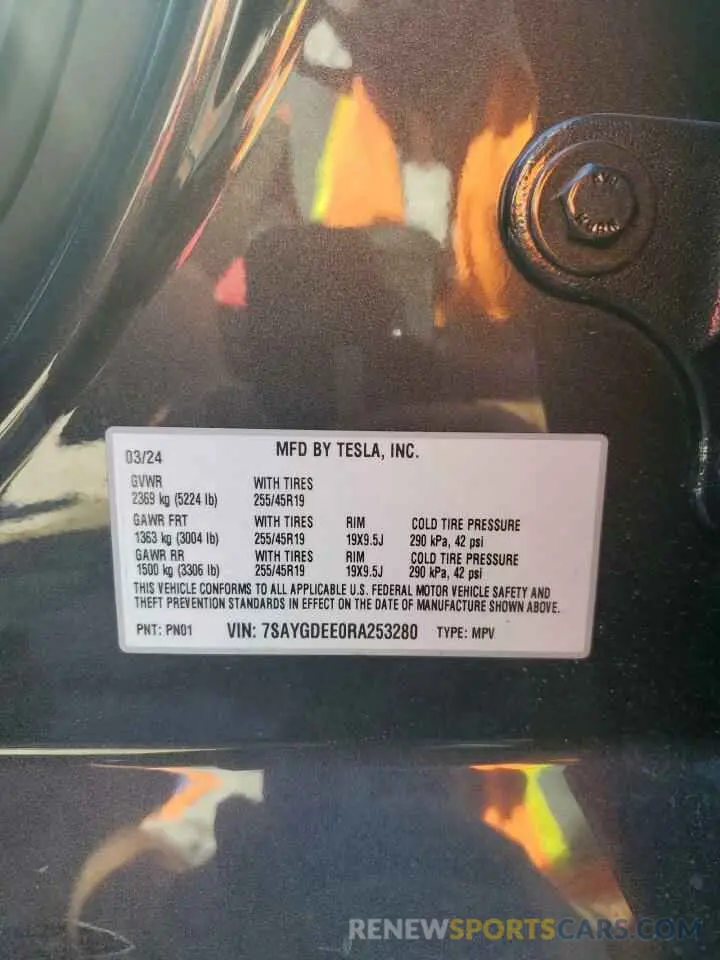 03/24 MFD BY TESLA, INC.
GVWR WITH TIRES
2369 kg (5224 lb) 255/45R19
GAWR FRT WITH TIRES RIM COLD TIRE PRESSURE
1363 kg (3004 lb) 255/45R19 19X9.5J 290 kPa, 42 psi
GAWR RR WITH TIRES RIM COLD TIRE PRESSURE
1500 kg (3306 lb) 255/45R19 19X9.5J 290 kPa, 42 psi
THIS VEHICLE CONFORMS TO ALL APPLICABLE U.S. FEDERAL MOTOR VEHICLE SAFETY AND
THEFT PREVENTION STANDARDS IN EFFECT ON THE DATE OF MANUFACTURE SHOWN ABOVE.
PNT: PN01 VIN: 7SAYGDEE0RA253280 TYPE: MPV
RENEWSPORTSCARS.COM